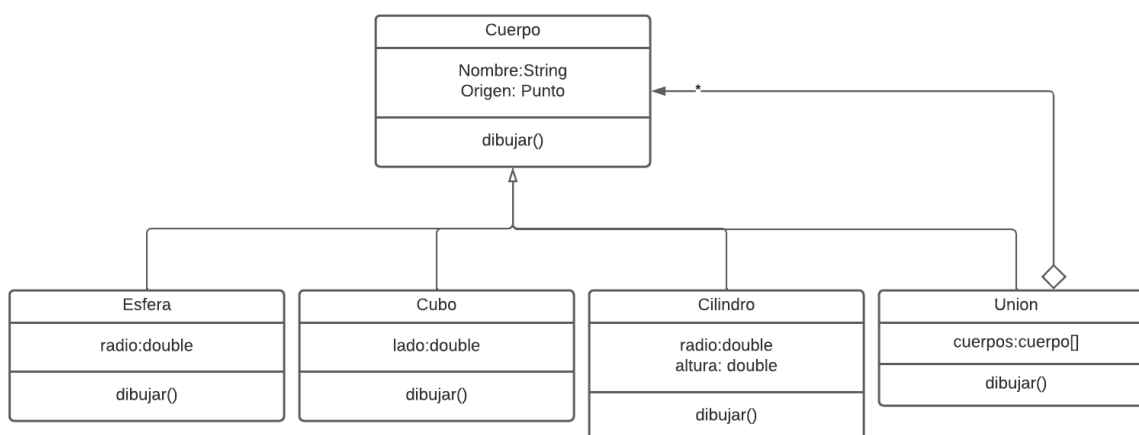 Cuerpo
Nombre:String
Origen: Punto
dibujar()
*
Esfera
radio:double
dibujar()
Cubo
lado:double
dibujar()
Cilindro
radio:double
altura: double
dibujar()
Union
cuerpos:cuerpo[]
dibujar()